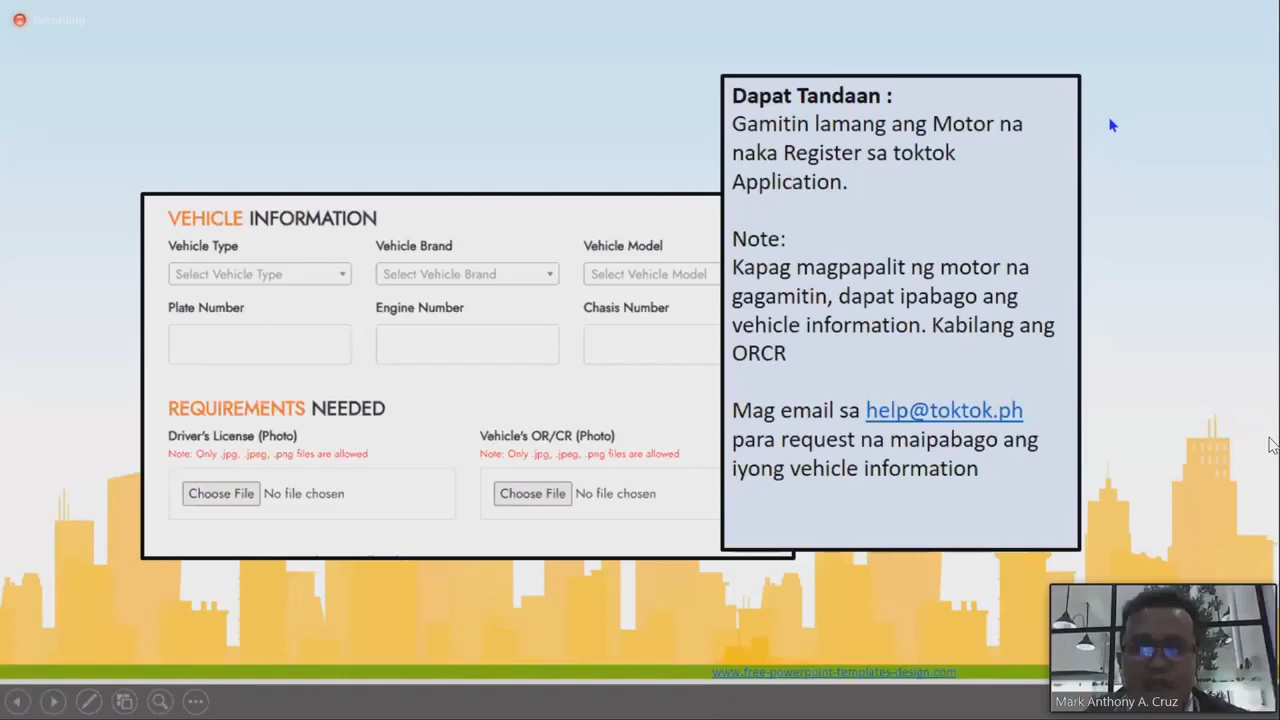 Recording
Dapat Tandaan :
Gamitin lamang ang Motor na
naka Register sa toktok
Application.
Note:
Kapag magpapalit ng motor na
gagamitin, dapat ipabago ang
vehicle information. Kabilang ang
ORCR
Mag email sa help@toktok.ph
para request na maipabago ang
iyong vehicle information
VEHICLE INFORMATION
Vehicle Type Vehicle Brand Vehicle Model
Select Vehicle Type Select Vehicle Brand Select Vehicle Model
Plate Number Engine Number Chasis Number
REQUIREMENTS NEEDED
Driver's License (Photo) Vehicle's OR/CR (Photo)
Note: Only .jpg, .jpeg, .png files are allowed Note: Only .jpg, .jpeg, .png files are allowed
Choose File No file chosen Choose File No file chosen
www.free-powerpoint-templates-design.com
Mark Anthony A. Cruz